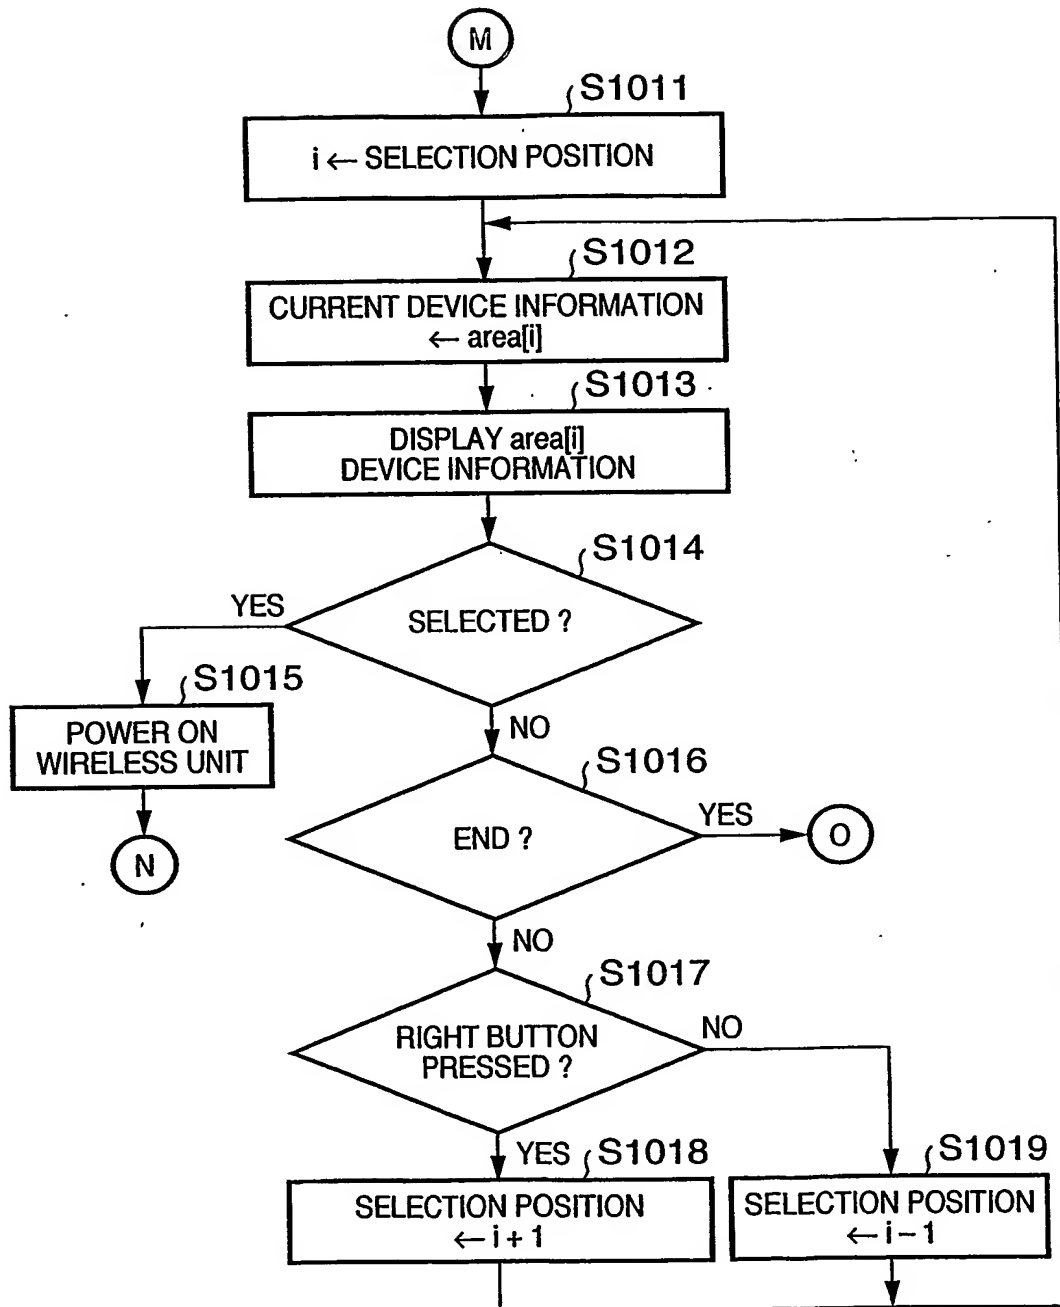 M
S1011
i ← SELECTION POSITION
S1012
CURRENT DEVICE INFORMATION
← area[i]
S1013
DISPLAY area[i]
DEVICE INFORMATION
S1014
SELECTED ?
YES
S1015
POWER ON
WIRELESS UNIT
N
NO
S1016
END ?
YES
O
NO
S1017
RIGHT BUTTON
PRESSED ?
NO
YES
S1018
SELECTION POSITION
← i + 1
S1019
SELECTION POSITION
← i – 1